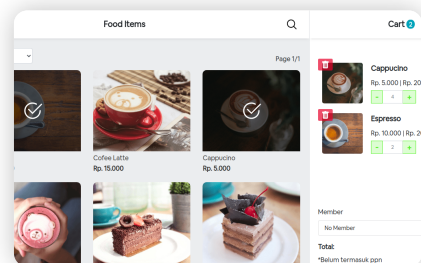 Food Items
Cart 2
Page 1/1
Cofee Latte
Rp. 15.000
Cappucino
Rp. 5.000
Cappucino
Rp. 5.000 | Rp. 20
- 4 +
Espresso
Rp. 10.000 | Rp. 20
- 2 +
Member
No Member
Total:
*Belum termasuk ppn